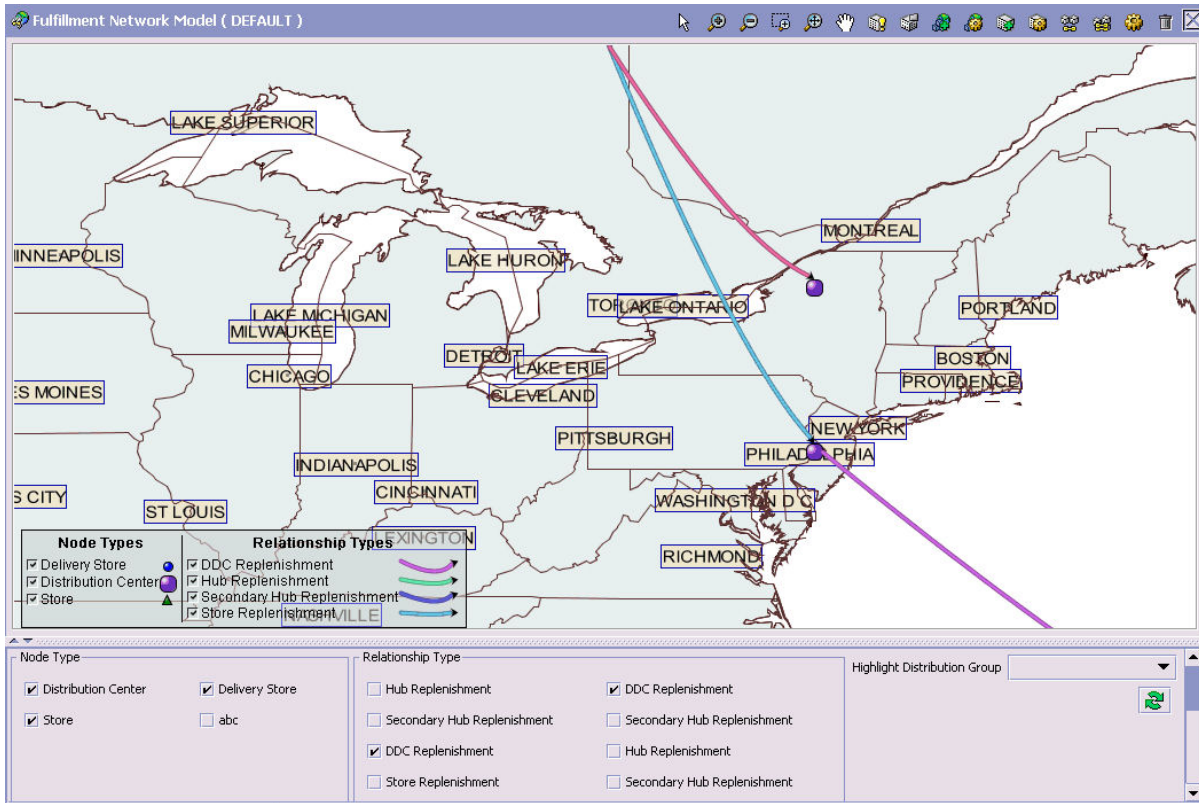 Fulfillment Network Model ( DEFAULT )
LAKE SUPERIOR
MONTREAL
INNEAPOLIS
LAKE HURON
LAKE ONTARIO
PORTLAND
LAKE MICHIGAN
MILWAUKEE
DETROIT
BOSTON
LAKE ERIE
CHICAGO
PROVIDENCE
ES MOINES
CLEVELAND
NEW YORK
PITTSBURGH
PHILADELPHIA
INDIANAPOLIS
CINCINNATI
S CITY
WASHINGTON D C
ST LOUIS
LEXINGTON
RICHMOND
NASHVILLE
Node Types
Delivery Store
Distribution Center
Store
Relationship Types
DDC Replenishment
Hub Replenishment
Secondary Hub Replenishment
Store Replenishment
Node Type
Distribution Center
Delivery Store
Store
abc
Relationship Type
Hub Replenishment
DDC Replenishment
Secondary Hub Replenishment
Secondary Hub Replenishment
DDC Replenishment
Hub Replenishment
Store Replenishment
Secondary Hub Replenishment
Highlight Distribution Group